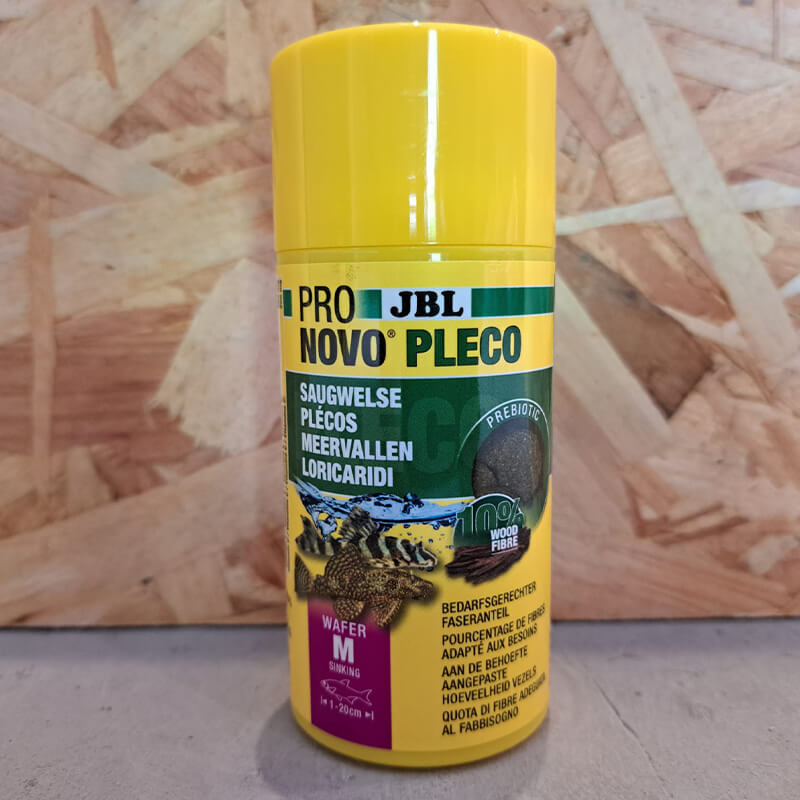 PRO JBL
NOVO® PLECO
SAUGWELSE
PLÉCOS
MEERVALLEN
LORICARIDI
PREBIOTIC
10%
WOOD
FIBRE
WAFER
M
SINKING
1-20cm
BEDARFSGERECHTER
FASERANTEIL
POURCENTAGE DE FIBRES
ADAPTÉ AUX BESOINS
AAN DE BEHOEFTE
AANGEPASTE
HOEVEELHEID VEZELS
QUOTA DI FIBRE ADEGUATA
AL FABBISOGNO